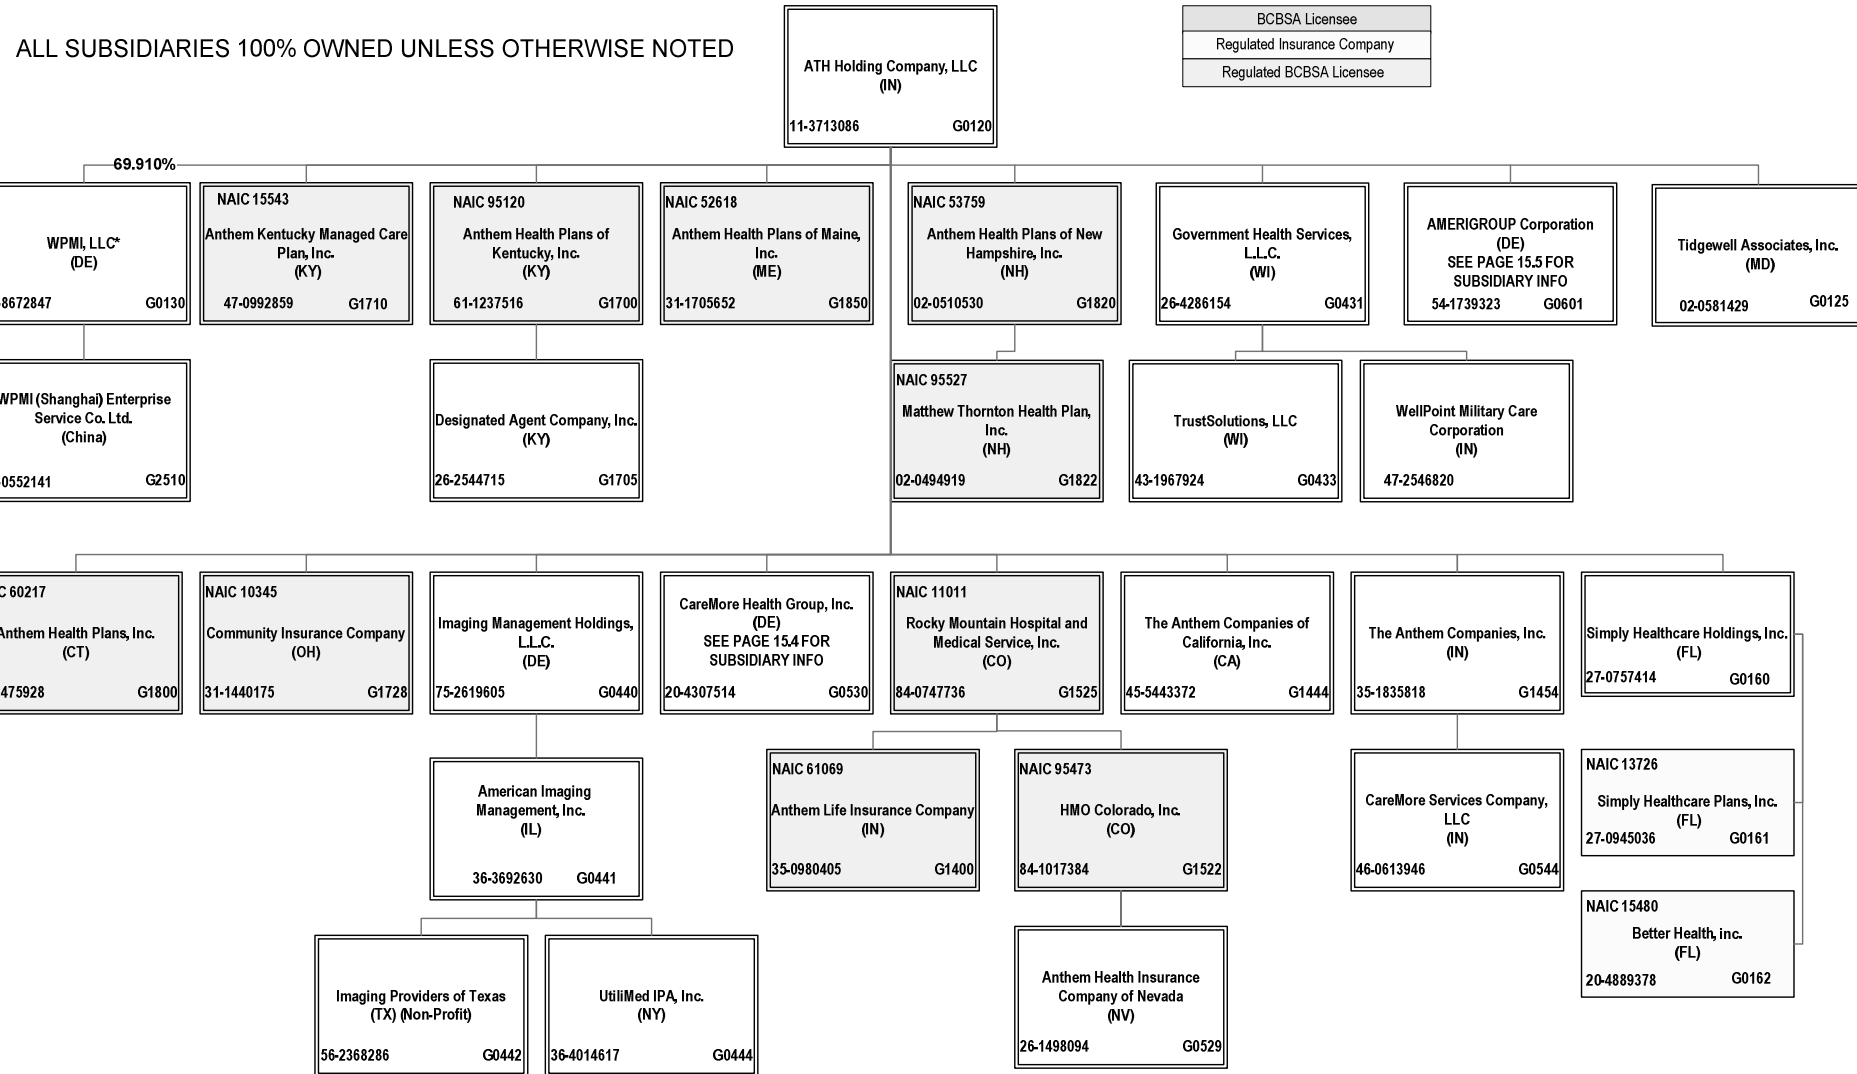 ALL SUBSIDIARIES 100% OWNED UNLESS OTHERWISE NOTED
ATH Holding Company, LLC
(IN)
11-3713086 G0120
BCBSA Licensee
Regulated Insurance Company
Regulated BCBSA Licensee
69.910%
WPMI, LLC*
(DE)
8672847 G0130
NAIC 15543
Anthem Kentucky Managed Care
Plan, Inc.
(KY)
47-0992859 G1710
NAIC 95120
Anthem Health Plans of
Kentucky, Inc.
(KY)
61-1237516 G1700
NAIC 52618
Anthem Health Plans of Maine,
Inc.
(ME)
31-1705652 G1850
NAIC 53759
Anthem Health Plans of New
Hampshire, Inc.
(NH)
02-0510530 G1820
Government Health Services,
L.L.C.
(WI)
26-4286154 G0431
AMERIGROUP Corporation
(DE)
SEE PAGE 15.5 FOR
SUBSIDIARY INFO
54-1739323 G0601
Tidgewell Associates, Inc.
(MD)
02-0581429 G0125
WPMI (Shanghai) Enterprise
Service Co. Ltd.
(China)
0552141 G2510
Designated Agent Company, Inc.
(KY)
26-2544715 G1705
NAIC 95527
Matthew Thornton Health Plan,
Inc.
(NH)
02-0494919 G1822
TrustSolutions, LLC
(WI)
43-1967924 G0433
WellPoint Military Care
Corporation
(IN)
47-2546820
C 60217
Anthem Health Plans, Inc.
(CT)
475928 G1800
NAIC 10345
Community Insurance Company
(OH)
31-1440175 G1728
Imaging Management Holdings,
L.L.C.
(DE)
75-2619605 G0440
CareMore Health Group, Inc.
(DE)
SEE PAGE 15.4 FOR
SUBSIDIARY INFO
20-4307514 G0530
NAIC 11011
Rocky Mountain Hospital and
Medical Service, Inc.
(CO)
84-0747736 G1525
The Anthem Companies of
California, Inc.
(CA)
45-5443372 G1444
The Anthem Companies, Inc.
(IN)
35-1835818 G1454
Simply Healthcare Holdings, Inc.
(FL)
27-0757414 G0160
American Imaging
Management, Inc.
(IL)
36-3692630 G0441
NAIC 61069
Anthem Life Insurance Company
(IN)
35-0980405 G1400
NAIC 95473
HMO Colorado, Inc.
(CO)
84-1017384 G1522
CareMore Services Company,
LLC
(IN)
46-0613946 G0544
NAIC 13726
Simply Healthcare Plans, Inc.
(FL)
27-0945036 G0161
NAIC 15480
Better Health, inc.
(FL)
20-4889378 G0162
Imaging Providers of Texas
(TX) (Non-Profit)
56-2368286 G0442
UtiliMed IPA, Inc.
(NY)
36-4014617 G0444
Anthem Health Insurance
Company of Nevada
(NV)
26-1498094 G0529